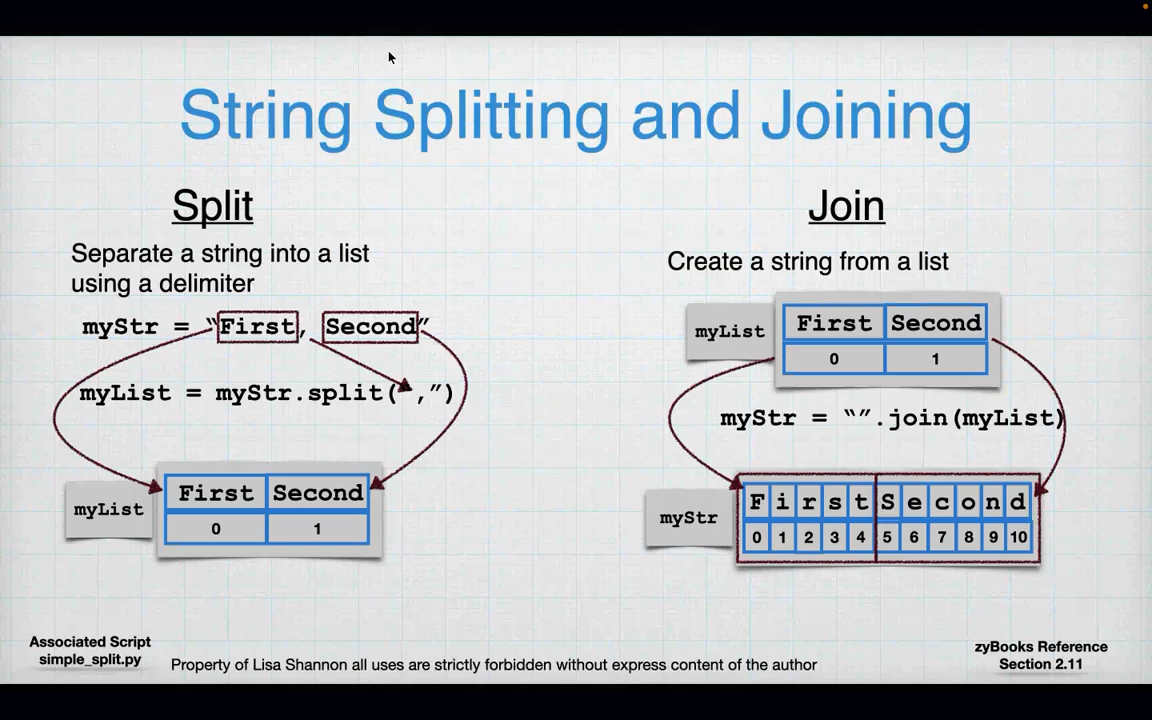 String Splitting and Joining
Split
Separate a string into a list
using a delimiter
myStr = “First, Second”
myList = myStr.split(“,”)
myList
First Second
0 1
Join
Create a string from a list
myList
First Second
0 1
myStr = “”.join(myList)
myStr
F i r s t S e c o n d
0 1 2 3 4 5 6 7 8 9 10
Associated Script
simple_split.py
Property of Lisa Shannon all uses are strictly forbidden without express content of the author
zyBooks Reference
Section 2.11